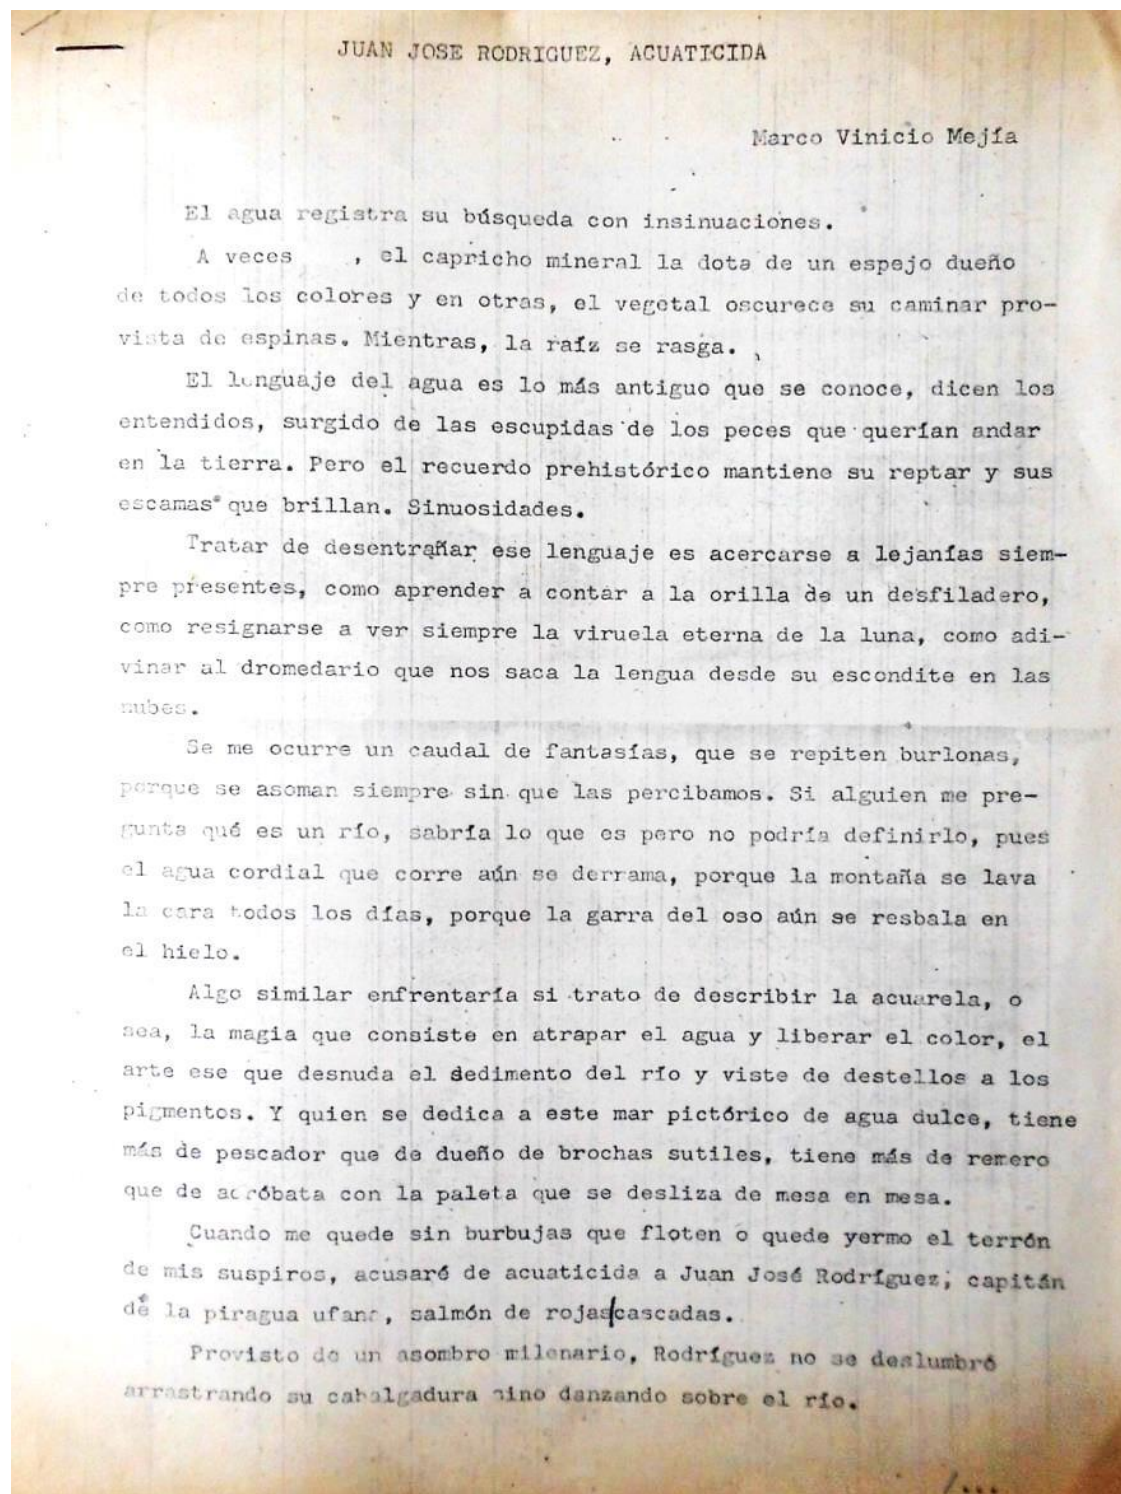 JUAN JOSE RODRIGUEZ, ACUATICIDA
Marco Vinicio Mejía
El agua registra su búsqueda con insinuaciones.
A veces , el capricho mineral la dota de un espejo dueño
de todos los colores y en otras, el vegetal oscurece su caminar pro-
vista de espinas. Mientras, la raíz se rasga.
El lenguaje del agua es lo más antiguo que se conoce, dicen los
entendidos, surgido de las escupidas de los peces que querían andar
en la tierra. Pero el recuerdo prehistórico mantiene su reptar y sus
escamas que brillan. Sinuosidades.
Tratar de desentrañar ese lenguaje es acercarse a lejanías siem-
pre presentes, como aprender a contar a la orilla de un desfiladero,
como resignarse a ver siempre la viruela eterna de la luna, como adi-
vinar al dromedario que nos saca la lengua desde su escondite en las
nubes.
Se me ocurre un caudal de fantasías, que se repiten burlonas,
porque se asoman siempre sin que las percibamos. Si alguien me pre-
gunta qué es un río, sabría lo que es pero no podría definirlo, pues
el agua cordial que corre aún se derrama, porque la montaña se lava
la cara todos los días, porque la garra del oso aún se resbala en
el hielo.
Algo similar enfrentaría si trato de describir la acuarela, o
sea, la magia que consiste en atrapar el agua y liberar el color, el
arte ese que desnuda el sedimento del río y viste de destellos a los
pigmentos. Y quien se dedica a este mar pictórico de agua dulce, tiene
más de pescador que de dueño de brochas sutiles, tiene más de remero
que de acróbata con la paleta que se desliza de mesa en mesa.
Cuando me quede sin burbujas que floten o quede yermo el terrón
de mis suspiros, acusaré de acuaticida a Juan José Rodríguez, capitán
de la piragua ufana, salmón de rojas/cascadas.
Provisto de un asombro milenario, Rodríguez no se deslumbró
arrastrando su cabalgadura sino danzando sobre el río.
/...